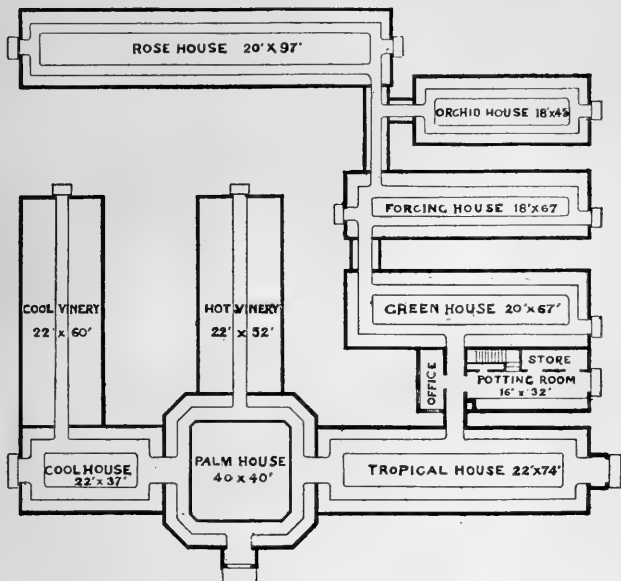 ROSE HOUSE 20' X 97'
ORCHID HOUSE 18'x45
FORCING HOUSE 18'x67
COOL VINERY
22' x 60'
HOT VINERY
22' x 52'
GREEN HOUSE 20'x67'
OFFICE
STORE
POTTING ROOM
16' x '32'
COOL HOUSE
22'x 37'
PALM HOUSE
40 x 40'
TROPICAL HOUSE 22'x74'